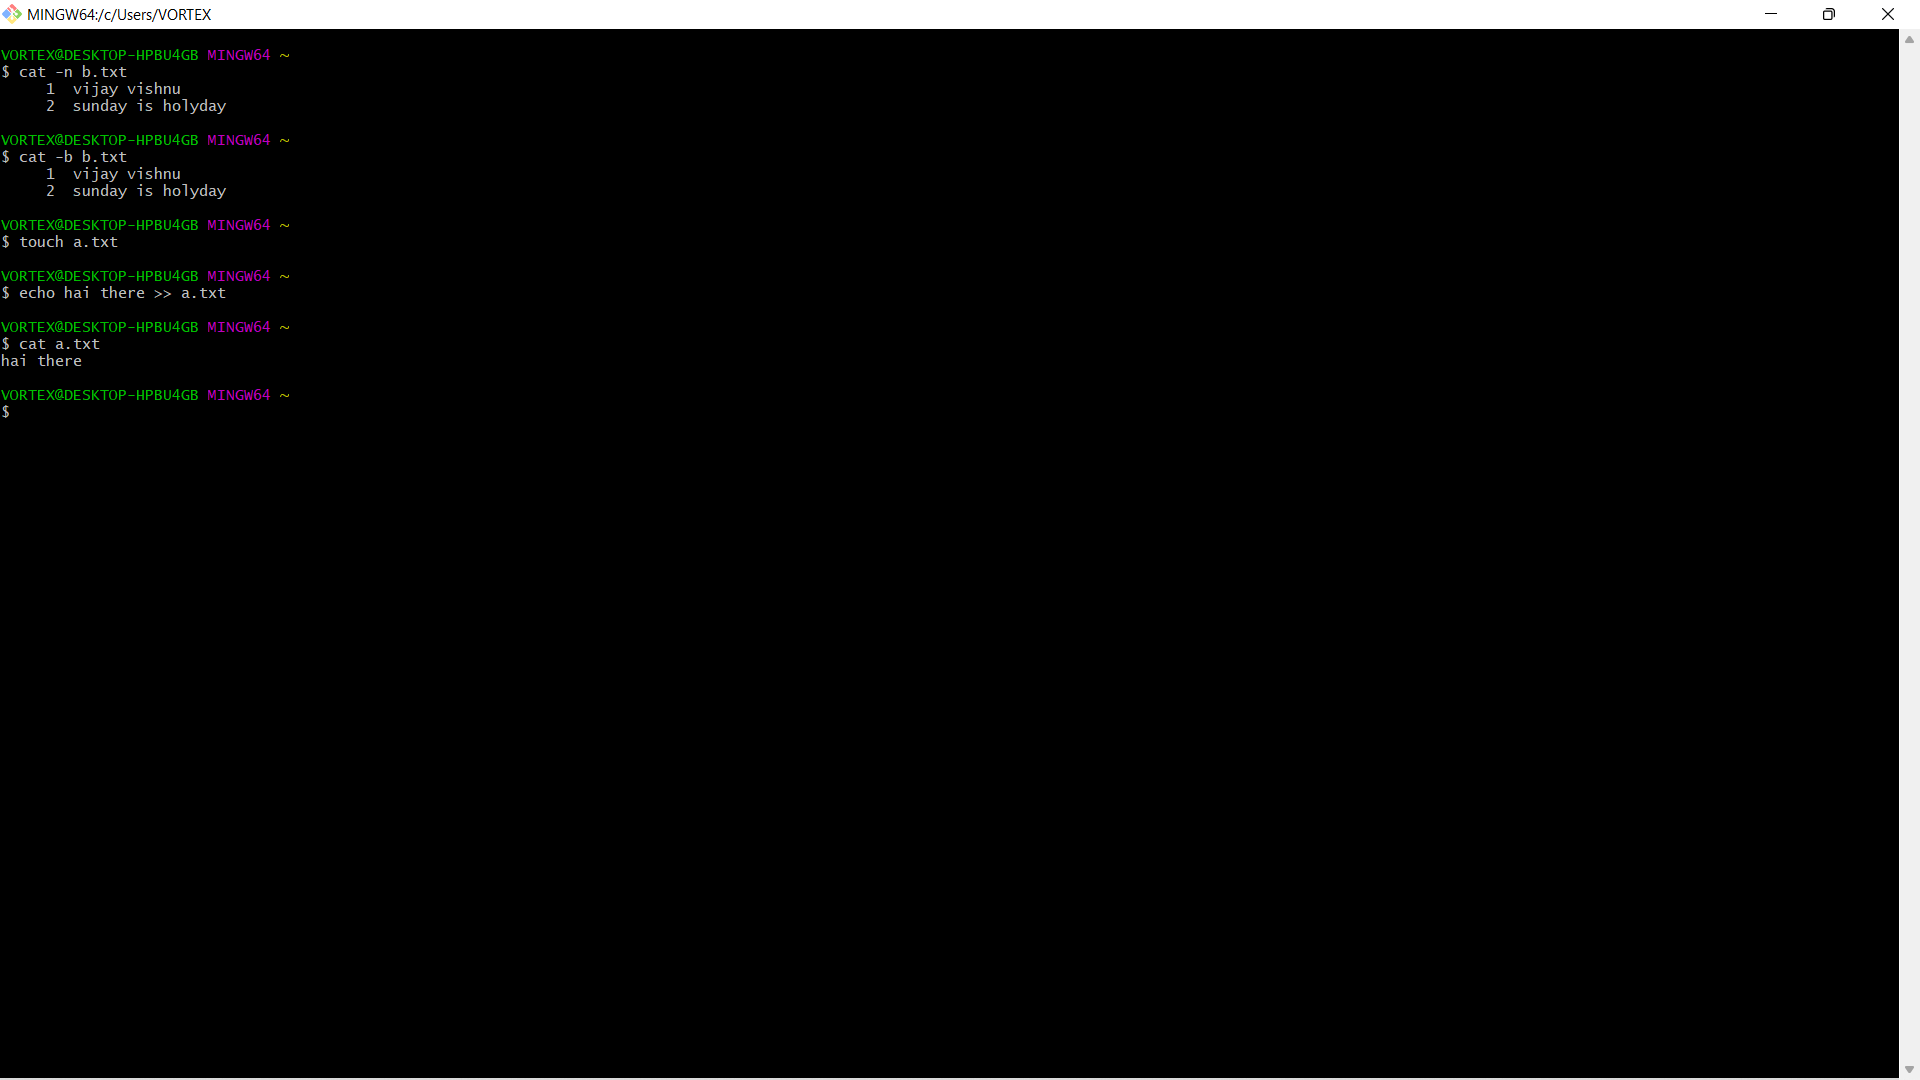 MINGW64:/c/Users/VORTEX
VORTEX@DESKTOP-HPBU4GB MINGW64 ~
$ cat -n b.txt
     1  vijay vishnu
     2  sunday is holyday
VORTEX@DESKTOP-HPBU4GB MINGW64 ~
$ cat -b b.txt
     1  vijay vishnu
     2  sunday is holyday
VORTEX@DESKTOP-HPBU4GB MINGW64 ~
$ touch a.txt
VORTEX@DESKTOP-HPBU4GB MINGW64 ~
$ echo hai there >> a.txt
VORTEX@DESKTOP-HPBU4GB MINGW64 ~
$ cat a.txt
hai there
VORTEX@DESKTOP-HPBU4GB MINGW64 ~
$